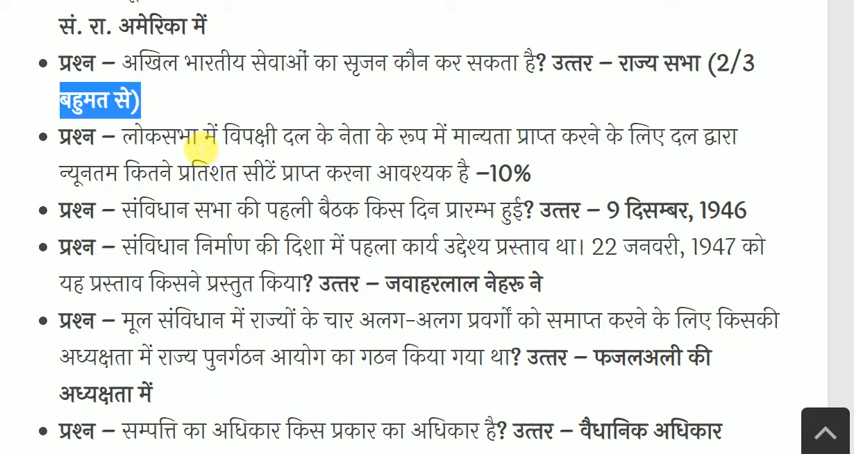 सं. रा. अमेरिका में
• प्रश्न – अखिल भारतीय सेवाओं का सृजन कौन कर सकता है? उत्तर – राज्य सभा (2/3
बहुमत से)
• प्रश्न – लोकसभा में विपक्षी दल के नेता के रूप में मान्यता प्राप्त करने के लिए दल द्वारा
न्यूनतम कितने प्रतिशत सीटें प्राप्त करना आवश्यक है –10%
• प्रश्न – संविधान सभा की पहली बैठक किस दिन प्रारम्भ हुई? उत्तर – 9 दिसम्बर, 1946
• प्रश्न – संविधान निर्माण की दिशा में पहला कार्य उद्देश्य प्रस्ताव था। 22 जनवरी, 1947 को
यह प्रस्ताव किसने प्रस्तुत किया? उत्तर – जवाहरलाल नेहरू ने
• प्रश्न – मूल संविधान में राज्यों के चार अलग-अलग प्रवर्गों को समाप्त करने के लिए किसकी
अध्यक्षता में राज्य पुनर्गठन आयोग का गठन किया गया था? उत्तर – फजलअली की
अध्यक्षता में
• प्रश्न – सम्पत्ति का अधिकार किस प्रकार का अधिकार है? उत्तर – वैधानिक अधिकार